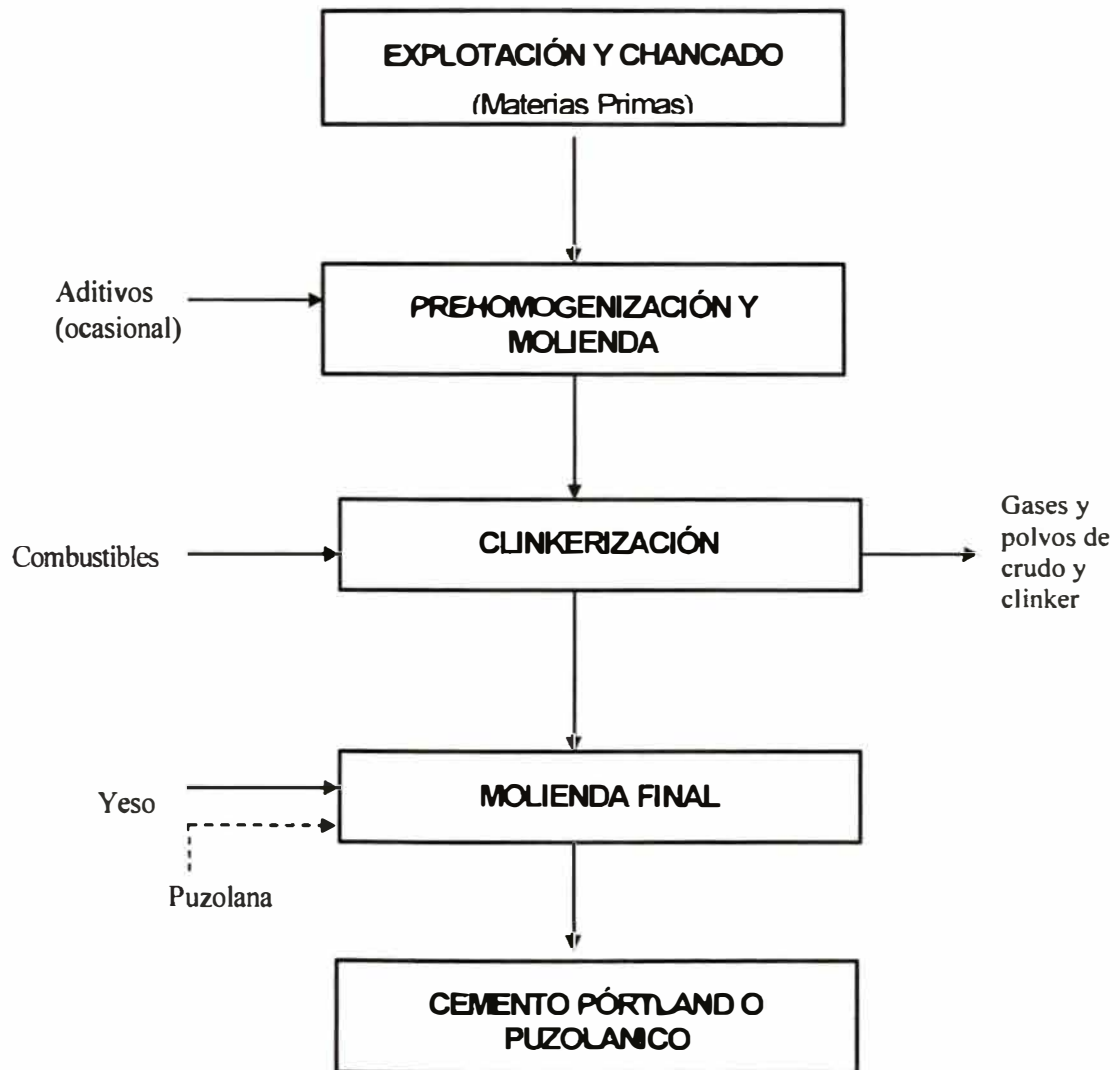 EXPLOTACIÓN Y CHANCADO
(Materias Primas)
Aditivos
(ocasional)
PREHOMOGENIZACIÓN Y
MOLIENDA
Combustibles
CLINKERIZACIÓN
Gases y
polvos de
crudo y
clinker
Yeso
MOLIENDA FINAL
Puzolana
CEMENTO PÓRTLAND O
PUZOLANICO